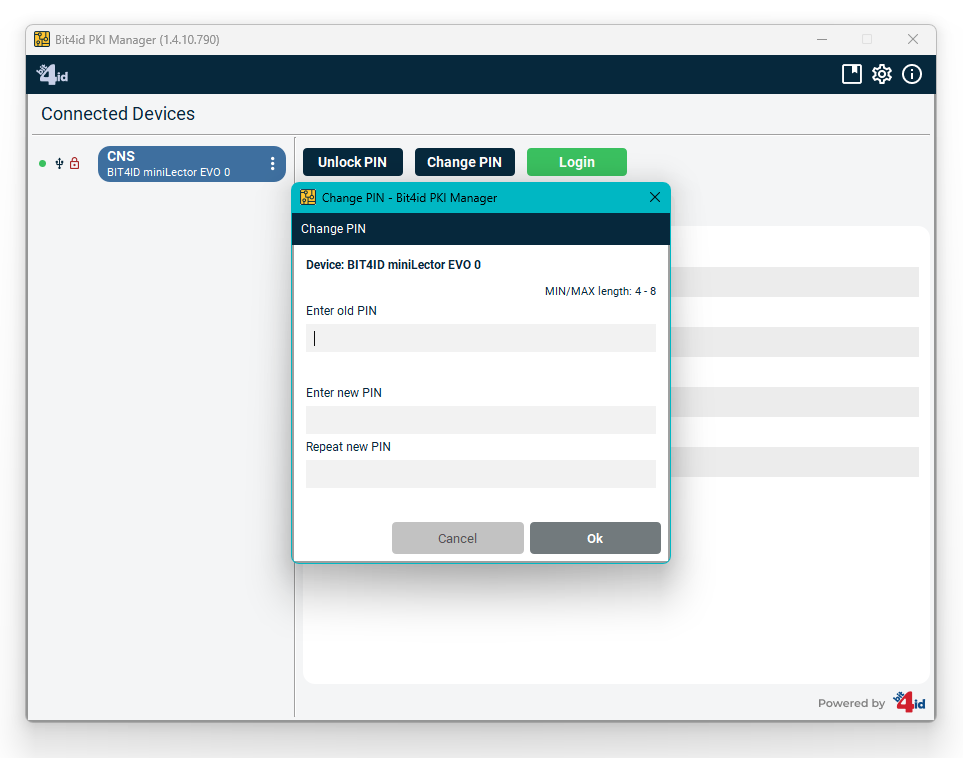 Bit4id PKI Manager (1.4.10.790)
bit4id
Connected Devices
CNS
BIT4ID miniLector EVO 0
Unlock PIN Change PIN Login
Change PIN - Bit4id PKI Manager
Change PIN
Device: BIT4ID miniLector EVO 0
MIN/MAX length: 4 - 8
Enter old PIN
Enter new PIN
Repeat new PIN
Cancel Ok
Powered by bit4id